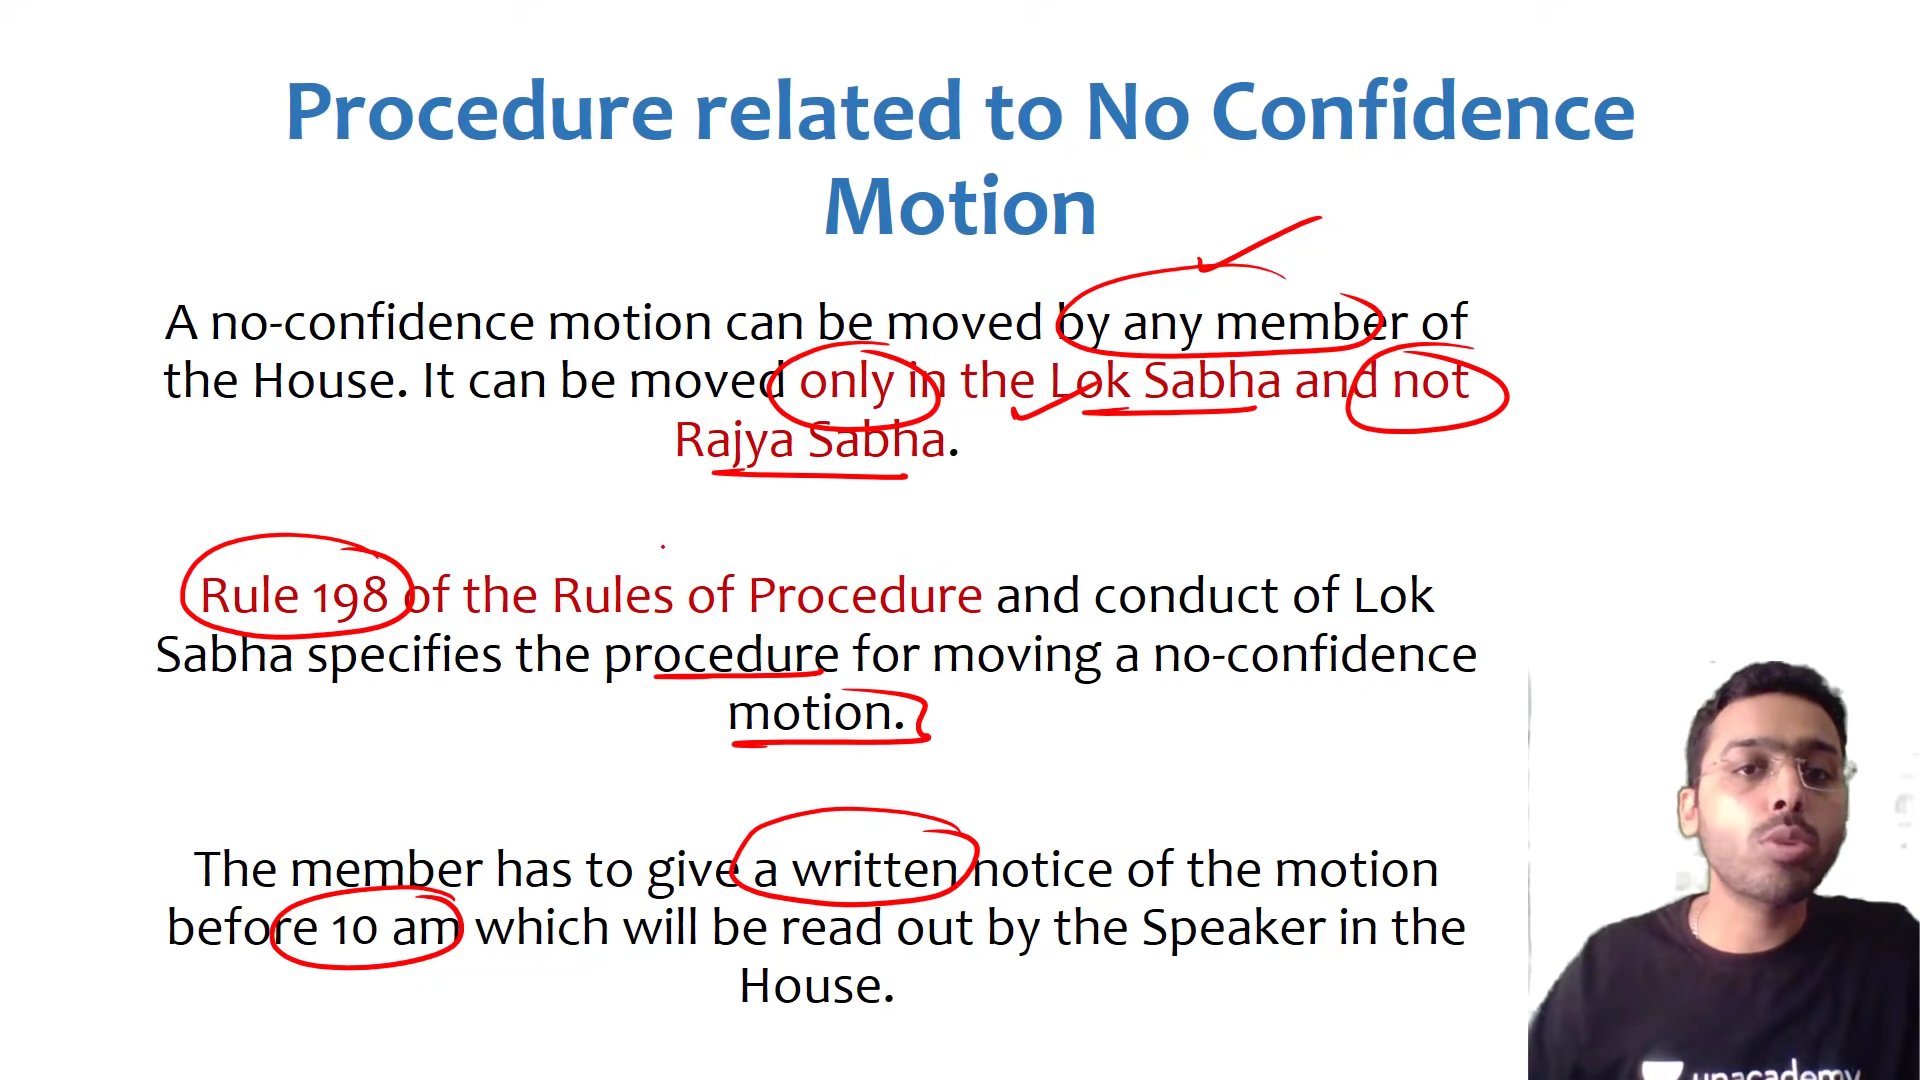 Procedure related to No Confidence
Motion
A no-confidence motion can be moved by any member of
the House. It can be moved only in the Lok Sabha and not
Rajya Sabha.
Rule 198 of the Rules of Procedure and conduct of Lok
Sabha specifies the procedure for moving a no-confidence
motion.
The member has to give a written notice of the motion
before 10 am which will be read out by the Speaker in the
House.
unacademy